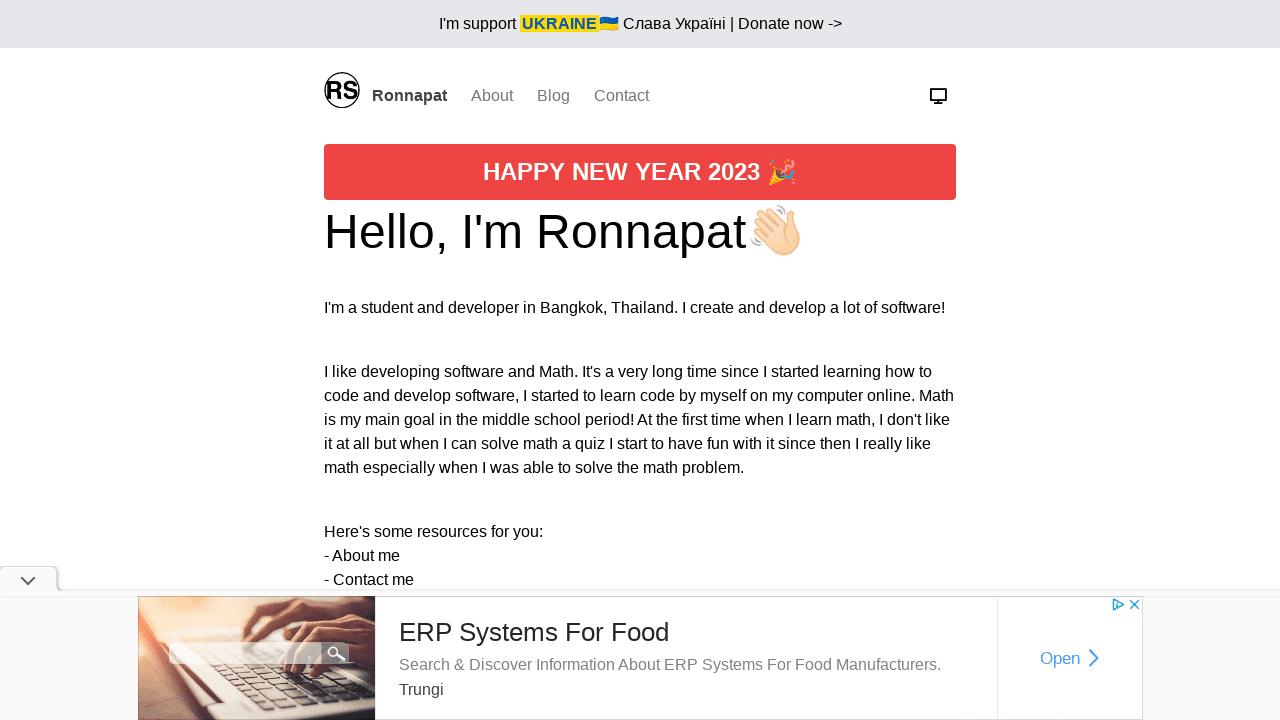 I'm support UKRAINE🇺🇦 Слава Україні | Donate now ->
RS Ronnapat About Blog Contact
HAPPY NEW YEAR 2023 🎉
Hello, I'm Ronnapat👋🏻
I'm a student and developer in Bangkok, Thailand. I create and develop a lot of software!
I like developing software and Math. It's a very long time since I started learning how to
code and develop software, I started to learn code by myself on my computer online. Math
is my main goal in the middle school period! At the first time when I learn math, I don't like
it at all but when I can solve math a quiz I start to have fun with it since then I really like
math especially when I was able to solve the math problem.
Here's some resources for you:
- About me
- Contact me
ERP Systems For Food
Search & Discover Information About ERP Systems For Food Manufacturers.
Trungi
Open